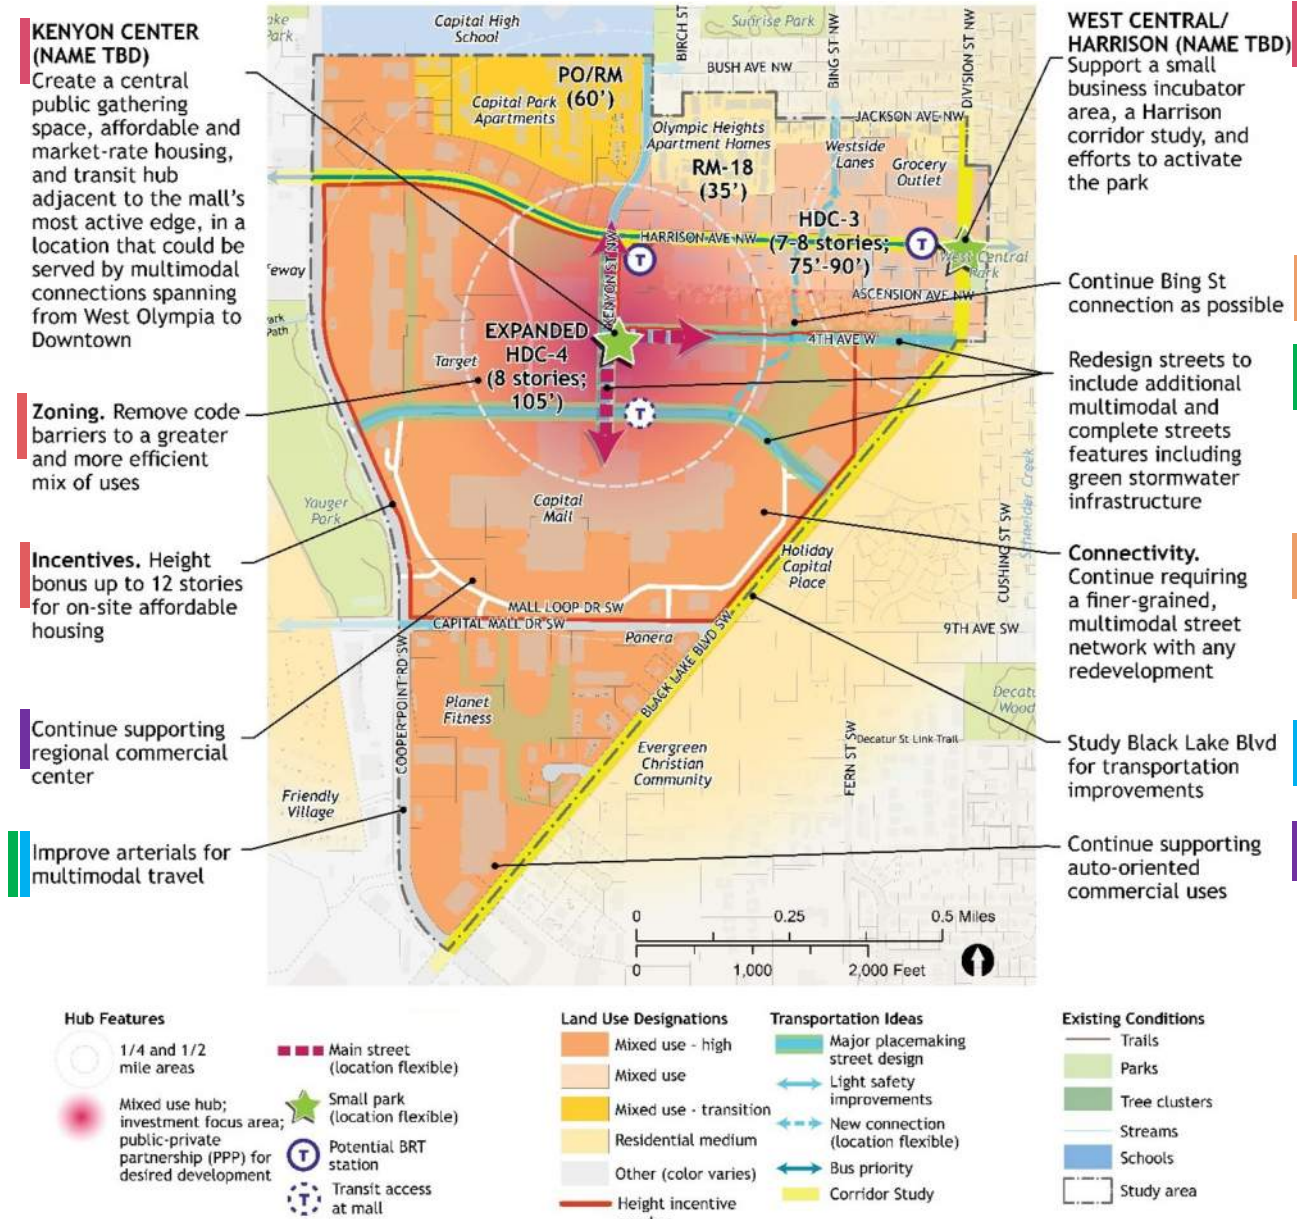 KENYON CENTER
(NAME TBD)
Create a central
public gathering
space, affordable and
market-rate housing,
and transit hub
adjacent to the mall's
most active edge, in a
location that could be
served by multimodal
connections spanning
from West Olympia to
Downtown
Zoning. Remove code
barriers to a greater
and more efficient
mix of uses
Incentives. Height
bonus up to 12 stories
for on-site affordable
housing
Continue supporting
regional commercial
center
Improve arterials for
multimodal travel
Park
Capital High
School
BIRCH ST
Sunrise Park
BING ST NW
DIVISION ST NW
BUSH AVE NW
PO/RM
(60')
Capital Park
Apartments
JACKSON AVE NW
Olympic Heights
Apartment Homes
Westside
Lanes
Grocery
Outlet
RM-18
(35')
HDC-3
(7-8 stories;
75'-90')
HARRISON AVE NW
T
T
West Central
Park
KENYON ST NW
ASCENSION AVE NW
Path
EXPANDED
HDC-4
(8 stories;
105')
4TH AVE W
Target
T
Capital
Mall
Yauger
Park
Schneider Creek
CUSHING ST SW
Holiday
Capital
Place
MALL LOOP DR SW
CAPITAL MALL DR SW
Panera
9TH AVE SW
COOPER POINT RD SW
BLACK LAKE BLVD SW
Planet
Fitness
Evergreen
Christian
Community
FERN ST SW
Decatur St Link Trail
Wood
Friendly
Village
0 0.25 0.5 Miles
0 1,000 2,000 Feet
WEST CENTRAL/
HARRISON (NAME TBD)
Support a small
business incubator
area, a Harrison
corridor study, and
efforts to activate
the park
Continue Bing St
connection as possible
Redesign streets to
include additional
multimodal and
complete streets
features including
green stormwater
infrastructure
Connectivity.
Continue requiring
a finer-grained,
multimodal street
network with any
redevelopment
Study Black Lake Blvd
for transportation
improvements
Continue supporting
auto-oriented
commercial uses
Hub Features
1/4 and 1/2
mile areas
Mixed use hub;
investment focus area;
public-private
partnership (PPP) for
desired development
Main street
(location flexible)
Small park
(location flexible)
T
Potential BRT
station
T
Transit access
at mall
Land Use Designations
Mixed use - high
Mixed use
Mixed use - transition
Residential medium
Other (color varies)
Height incentive
Transportation Ideas
Major placemaking
street design
Light safety
improvements
New connection
(location flexible)
Bus priority
Corridor Study
Existing Conditions
Trails
Parks
Tree clusters
Streams
Schools
Study area